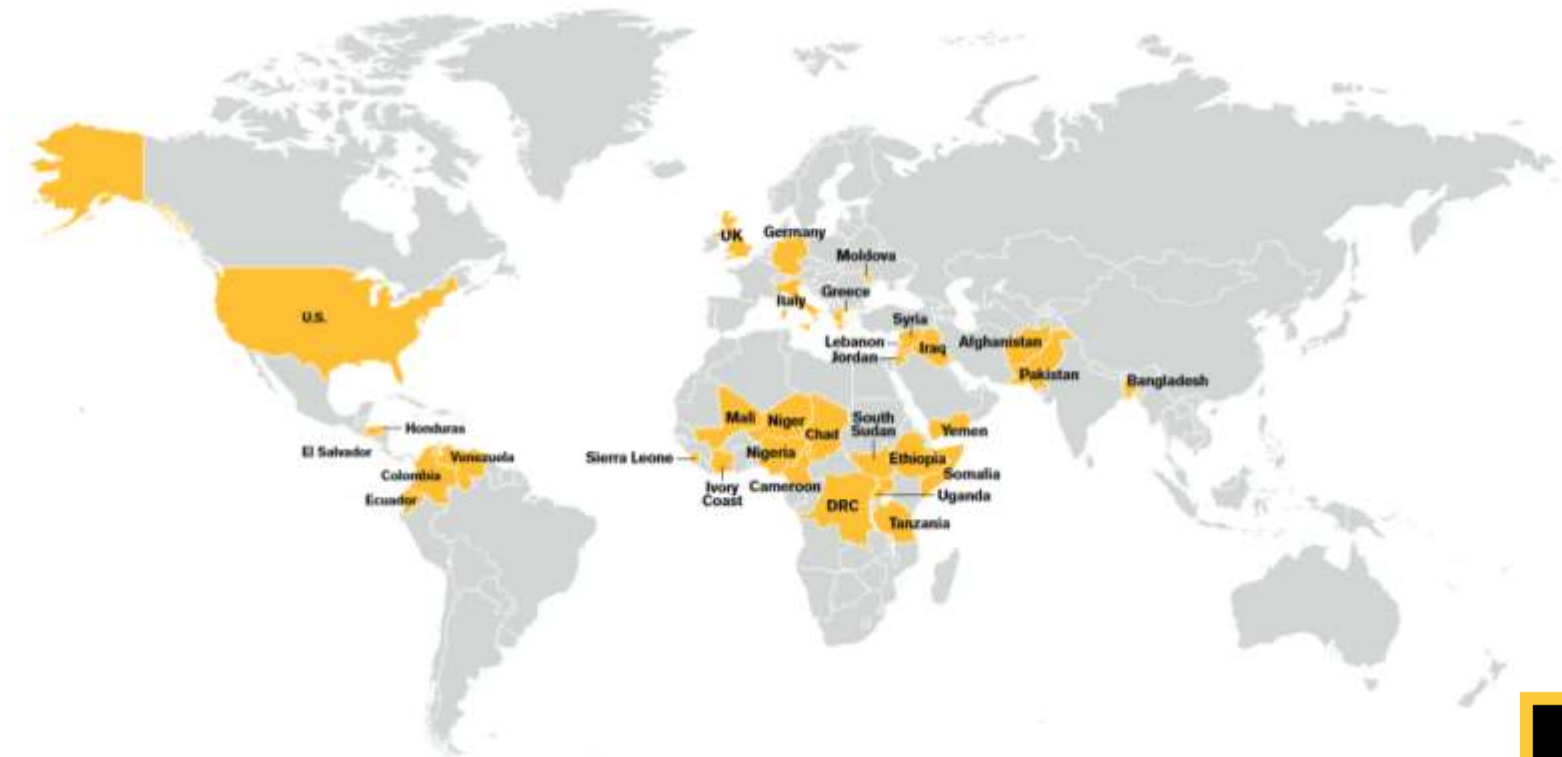 UK
Germany
Moldova
Italy
Greece
U.S.
Syria
Lebanon
Iraq
Afghanistan
Jordan
Pakistan
Bangladesh
Honduras
El Salvador
Venezuela
Colombia
Ecuador
Mali
Niger
Chad
South
Sudan
Yemen
Sierra Leone
Nigeria
Ethiopia
Somalia
Ivory
Coast
Cameroon
Uganda
DRC
Tanzania